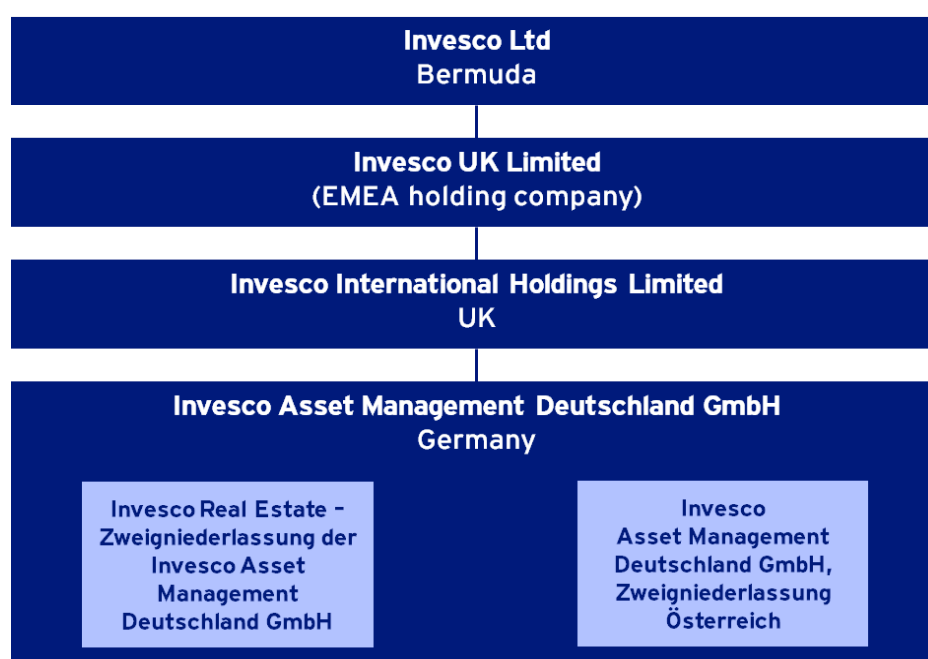 Invesco Ltd
Bermuda
Invesco UK Limited
(EMEA holding company)
Invesco International Holdings Limited
UK
Invesco Asset Management Deutschland GmbH
Germany
Invesco Real Estate –
Zweigniederlassung der
Invesco Asset
Management
Deutschland GmbH
Invesco
Asset Management
Deutschland GmbH,
Zweigniederlassung
Österreich